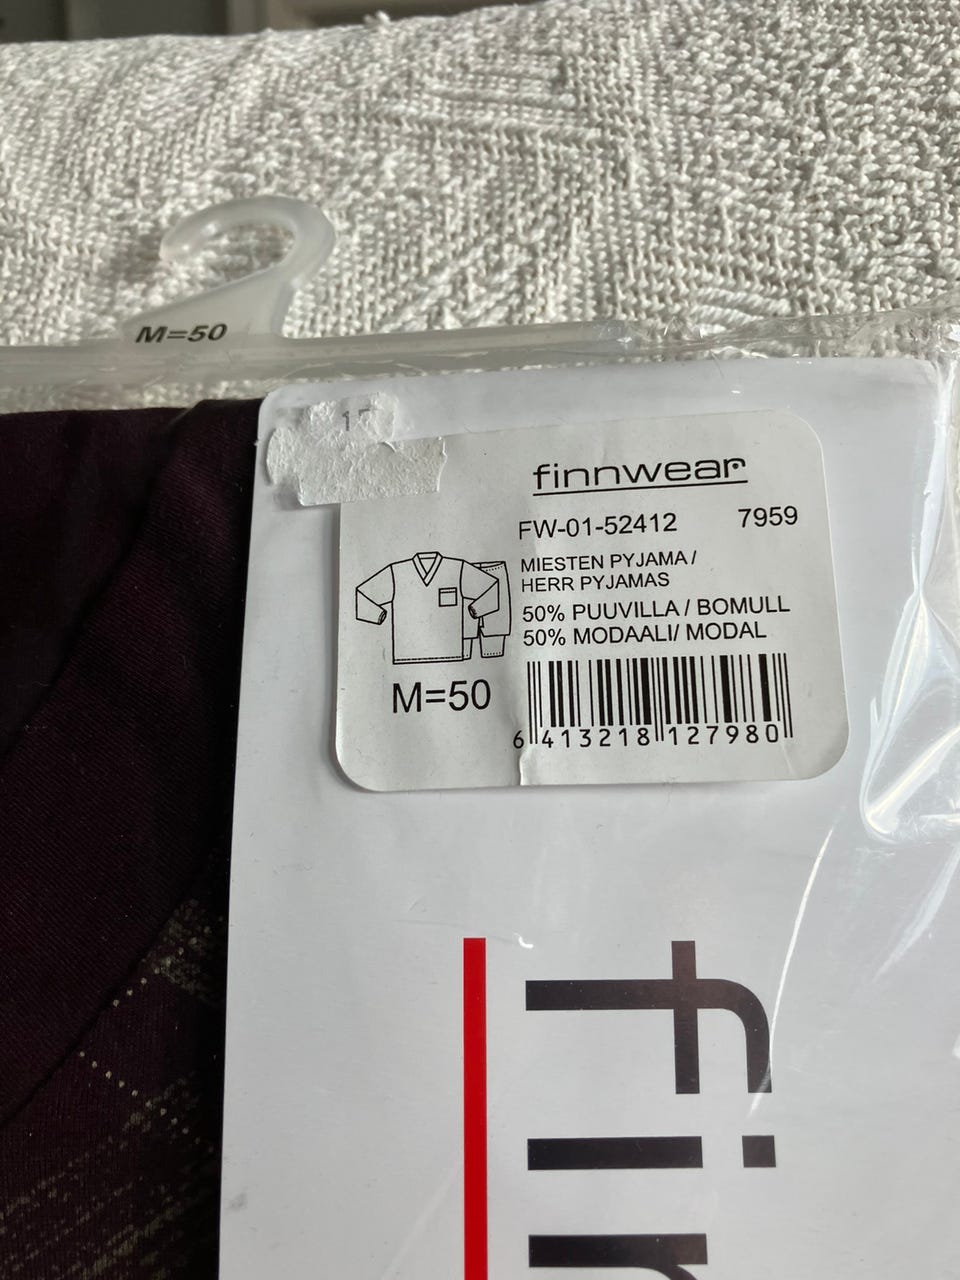 M=50
finnwear
FW-01-52412 7959
MIESTEN PYJAMA /
HERR PYJAMAS
50% PUUVILLA / BOMULL
50% MODAALI/ MODAL
M=50
6 413218 127980
fin